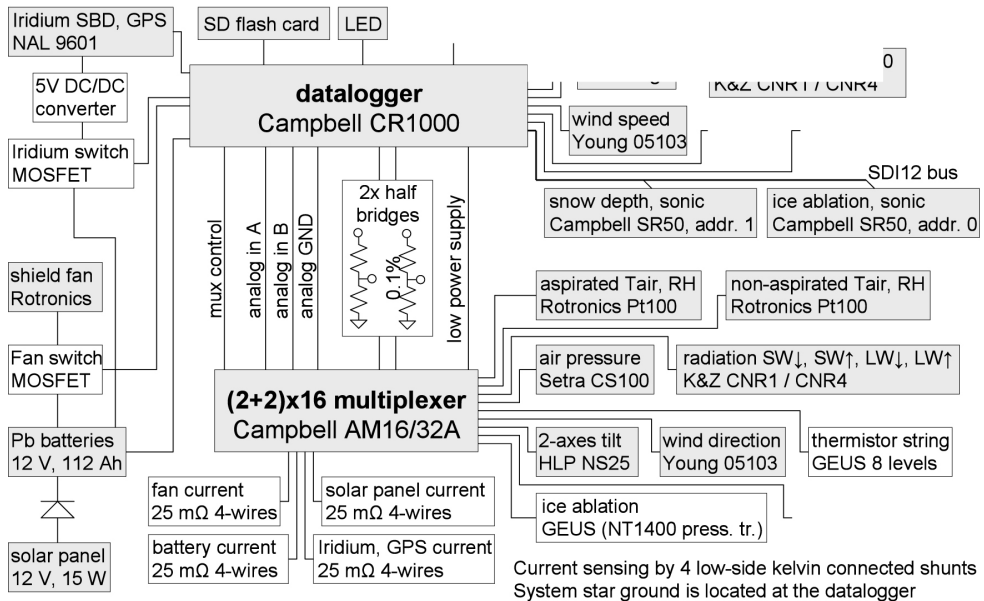 Iridium SBD, GPS
NAL 9601
SD flash card
LED
5V DC/DC
converter
datalogger
Campbell CR1000
0
K&Z CNR1 / CNR4
wind speed
Young 05103
Iridium switch
MOSFET
SDI12 bus
snow depth, sonic
Campbell SR50, addr. 1
ice ablation, sonic
Campbell SR50, addr. 0
2x half
bridges
0.1%
mux control
analog in A
analog in B
analog GND
low power supply
shield fan
Rotronics
aspirated Tair, RH
Rotronics Pt100
non-aspirated Tair, RH
Rotronics Pt100
Fan switch
MOSFET
air pressure
Setra CS100
radiation SW↓, SW↑, LW↓, LW↑
K&Z CNR1 / CNR4
(2+2)x16 multiplexer
Campbell AM16/32A
Pb batteries
12 V, 112 Ah
2-axes tilt
HLP NS25
wind direction
Young 05103
thermistor string
GEUS 8 levels
fan current
25 mΩ 4-wires
solar panel current
25 mΩ 4-wires
ice ablation
GEUS (NT1400 press. tr.)
battery current
25 mΩ 4-wires
Iridium, GPS current
25 mΩ 4-wires
solar panel
12 V, 15 W
Current sensing by 4 low-side kelvin connected shunts
System star ground is located at the datalogger